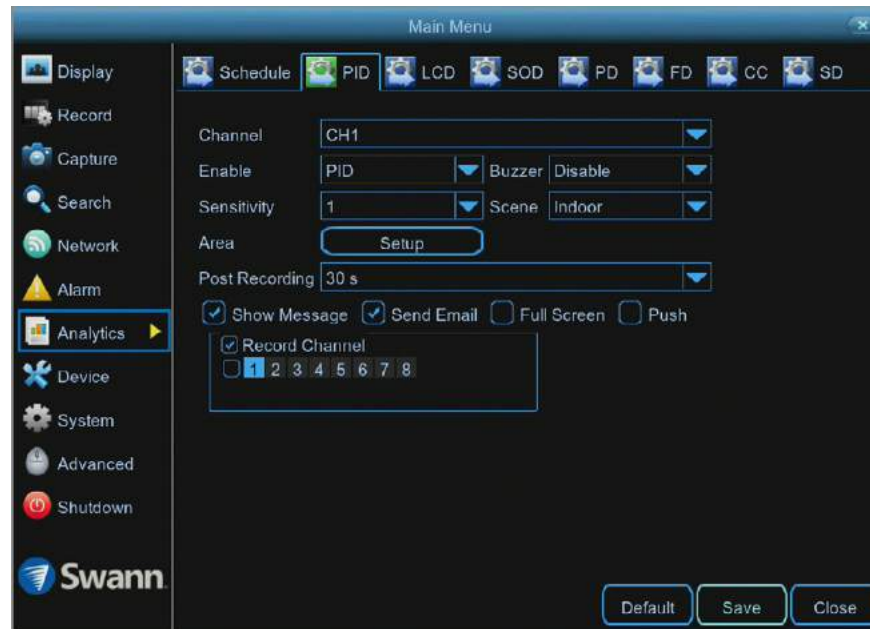 Main Menu
Display
Record
Capture
Search
Network
Alarm
Analytics
Device
System
Advanced
Shutdown
Swann
Schedule PID LCD SOD PD FD CC SD
Channel CH1
Enable PID Buzzer Disable
Sensitivity 1 Scene Indoor
Area Setup
Post Recording 30 s
Show Message Send Email Full Screen Push
Record Channel
1 2 3 4 5 6 7 8
Default Save Close